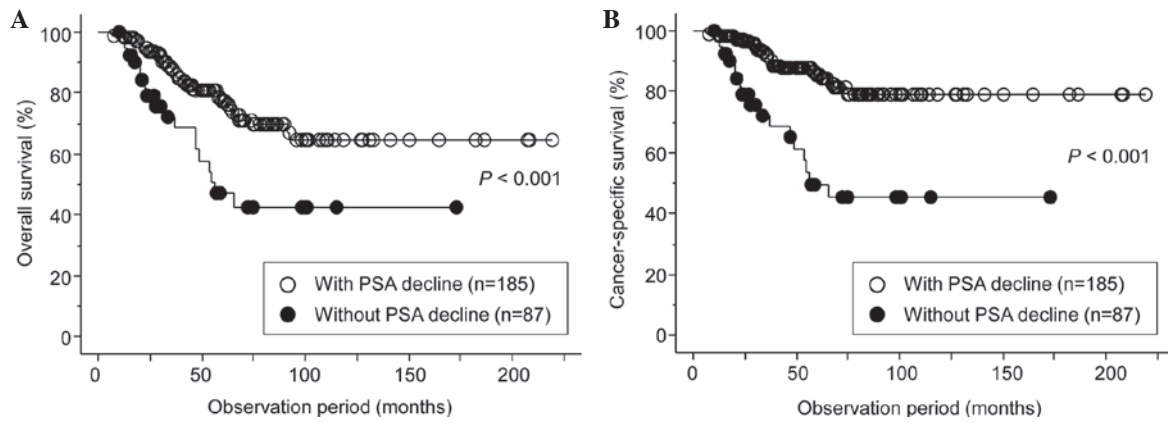 A
100
80
60
40
20
0
Overall survival (%)
P < 0.001
With PSA decline (n=185)
Without PSA decline (n=87)
0 50 100 150 200
Observation period (months)
B
100
80
60
40
20
0
Cancer-specific survival (%)
P < 0.001
With PSA decline (n=185)
Without PSA decline (n=87)
0 50 100 150 200
Observation period (months)